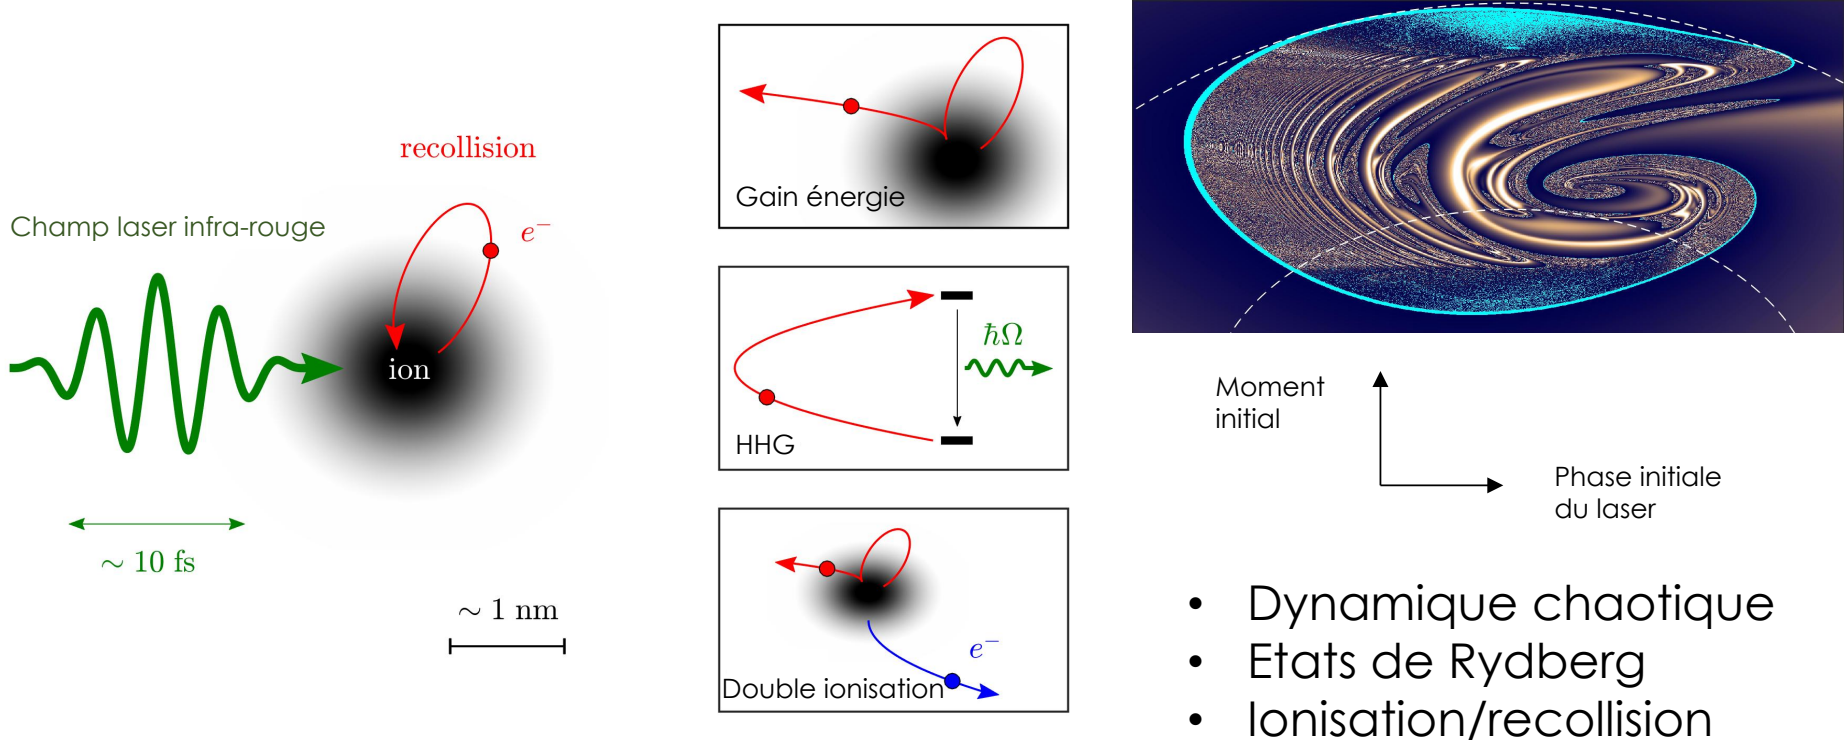 recollision
Champ laser infra-rouge
e⁻
ion
∼ 10 fs
∼ 1 nm
Gain énergie
ℏΩ
HHG
e⁻
Double ionisation
Moment
initial
Phase initiale
du laser
• Dynamique chaotique
• Etats de Rydberg
• Ionisation/recollision